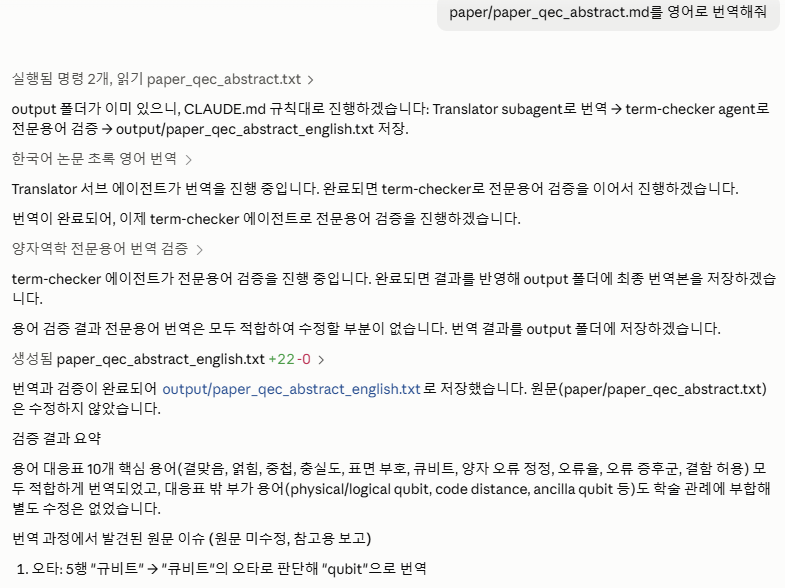 paper/paper_qec_abstract.md를 영어로 번역해줘
실행됨 명령 2개, 읽기 paper_qec_abstract.txt >
output 폴더가 이미 있으니, CLAUDE.md 규칙대로 진행하겠습니다: Translator subagent로 번역 → term-checker agent로
전문용어 검증 → output/paper_qec_abstract_english.txt 저장.
한국어 논문 초록 영어 번역 >
Translator 서브 에이전트가 번역을 진행 중입니다. 완료되면 term-checker로 전문용어 검증을 이어서 진행하겠습니다.
번역이 완료되어, 이제 term-checker 에이전트로 전문용어 검증을 진행하겠습니다.
양자역학 전문용어 번역 검증 >
term-checker 에이전트가 전문용어 검증을 진행 중입니다. 완료되면 결과를 반영해 output 폴더에 최종 번역본을 저장하겠습
니다.
용어 검증 결과 전문용어 번역은 모두 적합하여 수정할 부분이 없습니다. 번역 결과를 output 폴더에 저장하겠습니다.
생성됨 paper_qec_abstract_english.txt +22 -0 >
번역과 검증이 완료되어 output/paper_qec_abstract_english.txt로 저장했습니다. 원문(paper/paper_qec_abstract.txt)
은 수정하지 않았습니다.
검증 결과 요약
용어 대응표 10개 핵심 용어(결맞음, 얽힘, 중첩, 충실도, 표면 부호, 큐비트, 양자 오류 정정, 오류율, 오류 증후군, 결함 허용) 모
두 적합하게 번역되었고, 대응표 밖 부가 용어(physical/logical qubit, code distance, ancilla qubit 등)도 학술 관례에 부합해
별도 수정은 없었습니다.
번역 과정에서 발견된 원문 이슈 (원문 미수정, 참고용 보고)
1. 오타: 5행 "규비트" → "큐비트"의 오타로 판단해 "qubit"으로 번역